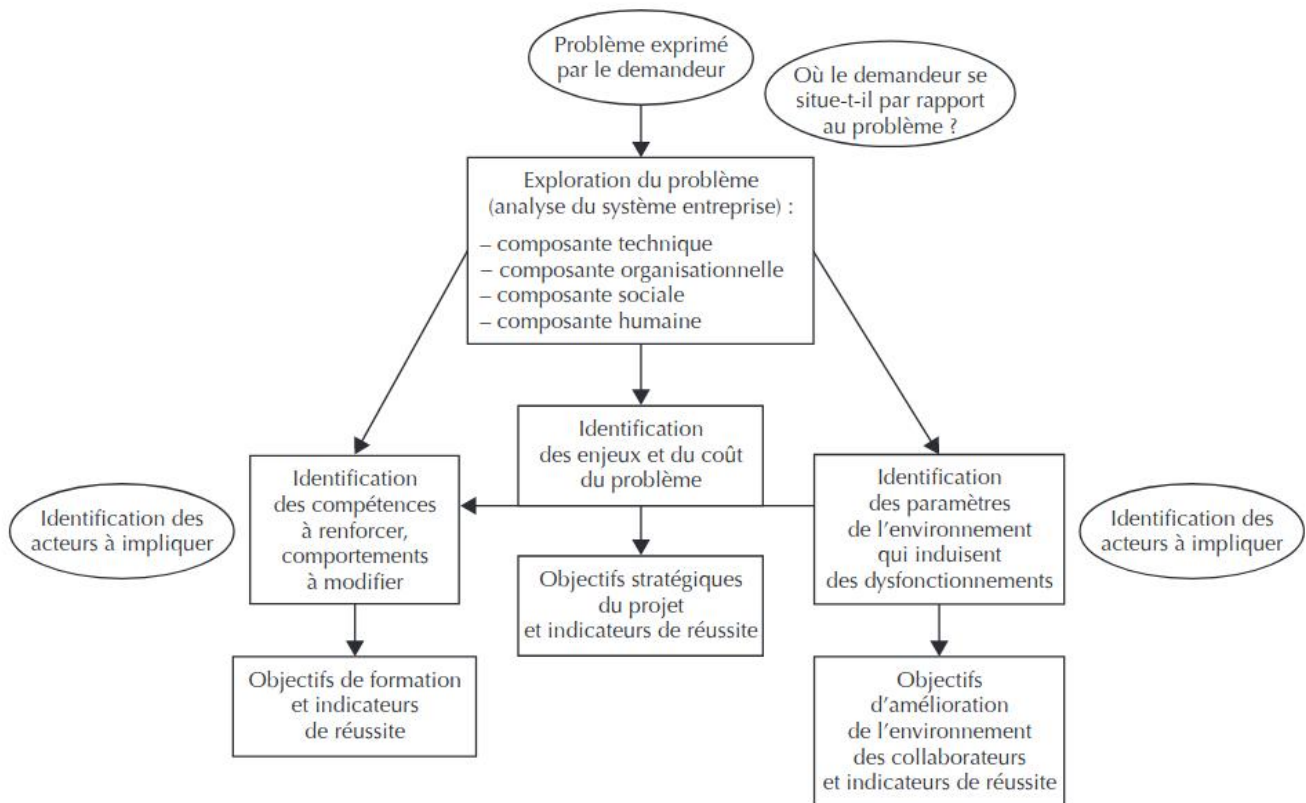 Problème exprimé
par le demandeur
Où le demandeur se
situe-t-il par rapport
au problème ?
Exploration du problème
(analyse du système entreprise) :
– composante technique
– composante organisationnelle
– composante sociale
– composante humaine
Identification
des enjeux et du coût
du problème
Identification des
acteurs à impliquer
Identification
des compétences
à renforcer,
comportements
à modifier
Identification
des paramètres
de l’environnement
qui induisent
des dysfonctionnements
Identification des
acteurs à impliquer
Objectifs stratégiques
du projet
et indicateurs de réussite
Objectifs de formation
et indicateurs
de réussite
Objectifs
d’amélioration
de l’environnement
des collaborateurs
et indicateurs de réussite